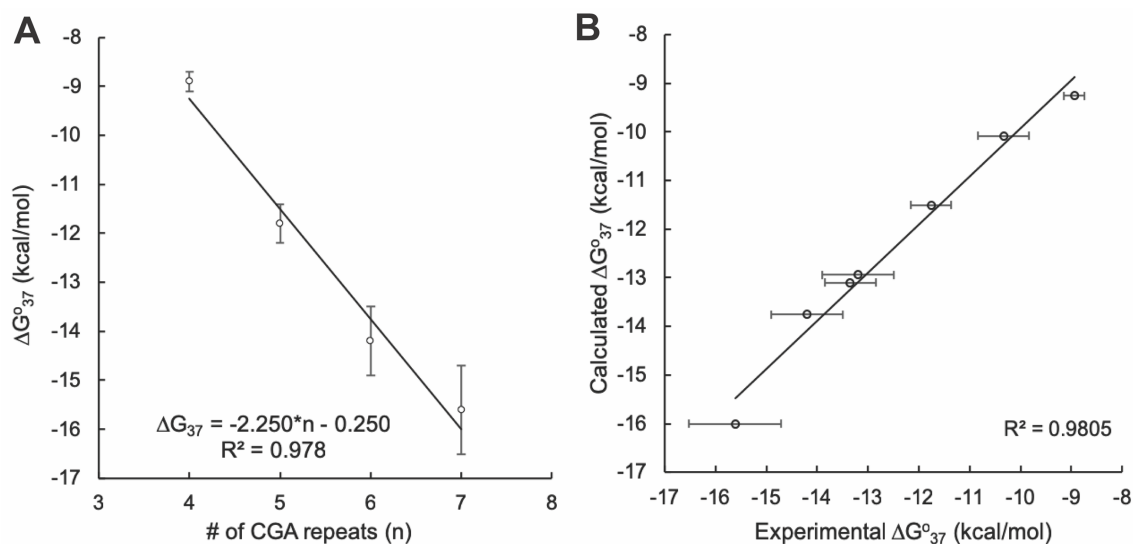 A
-8
-9
-10
-11
-12
-13
-14
-15
-16
-17
ΔG°37 (kcal/mol)
ΔG37 = -2.250*n - 0.250
R² = 0.978
3 4 5 6 7 8
# of CGA repeats (n)
B
-8
-9
-10
-11
-12
-13
-14
-15
-16
-17
Calculated ΔG°37 (kcal/mol)
R² = 0.9805
-17 -16 -15 -14 -13 -12 -11 -10 -9 -8
Experimental ΔG°37 (kcal/mol)